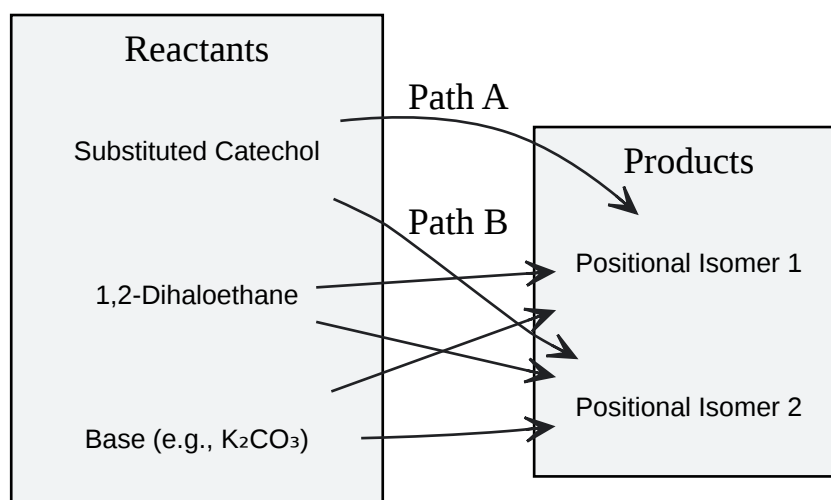 Reactants
Substituted Catechol
1,2-Dihaloethane
Base (e.g., K₂CO₃)
Path A
Path B
Products
Positional Isomer 1
Positional Isomer 2